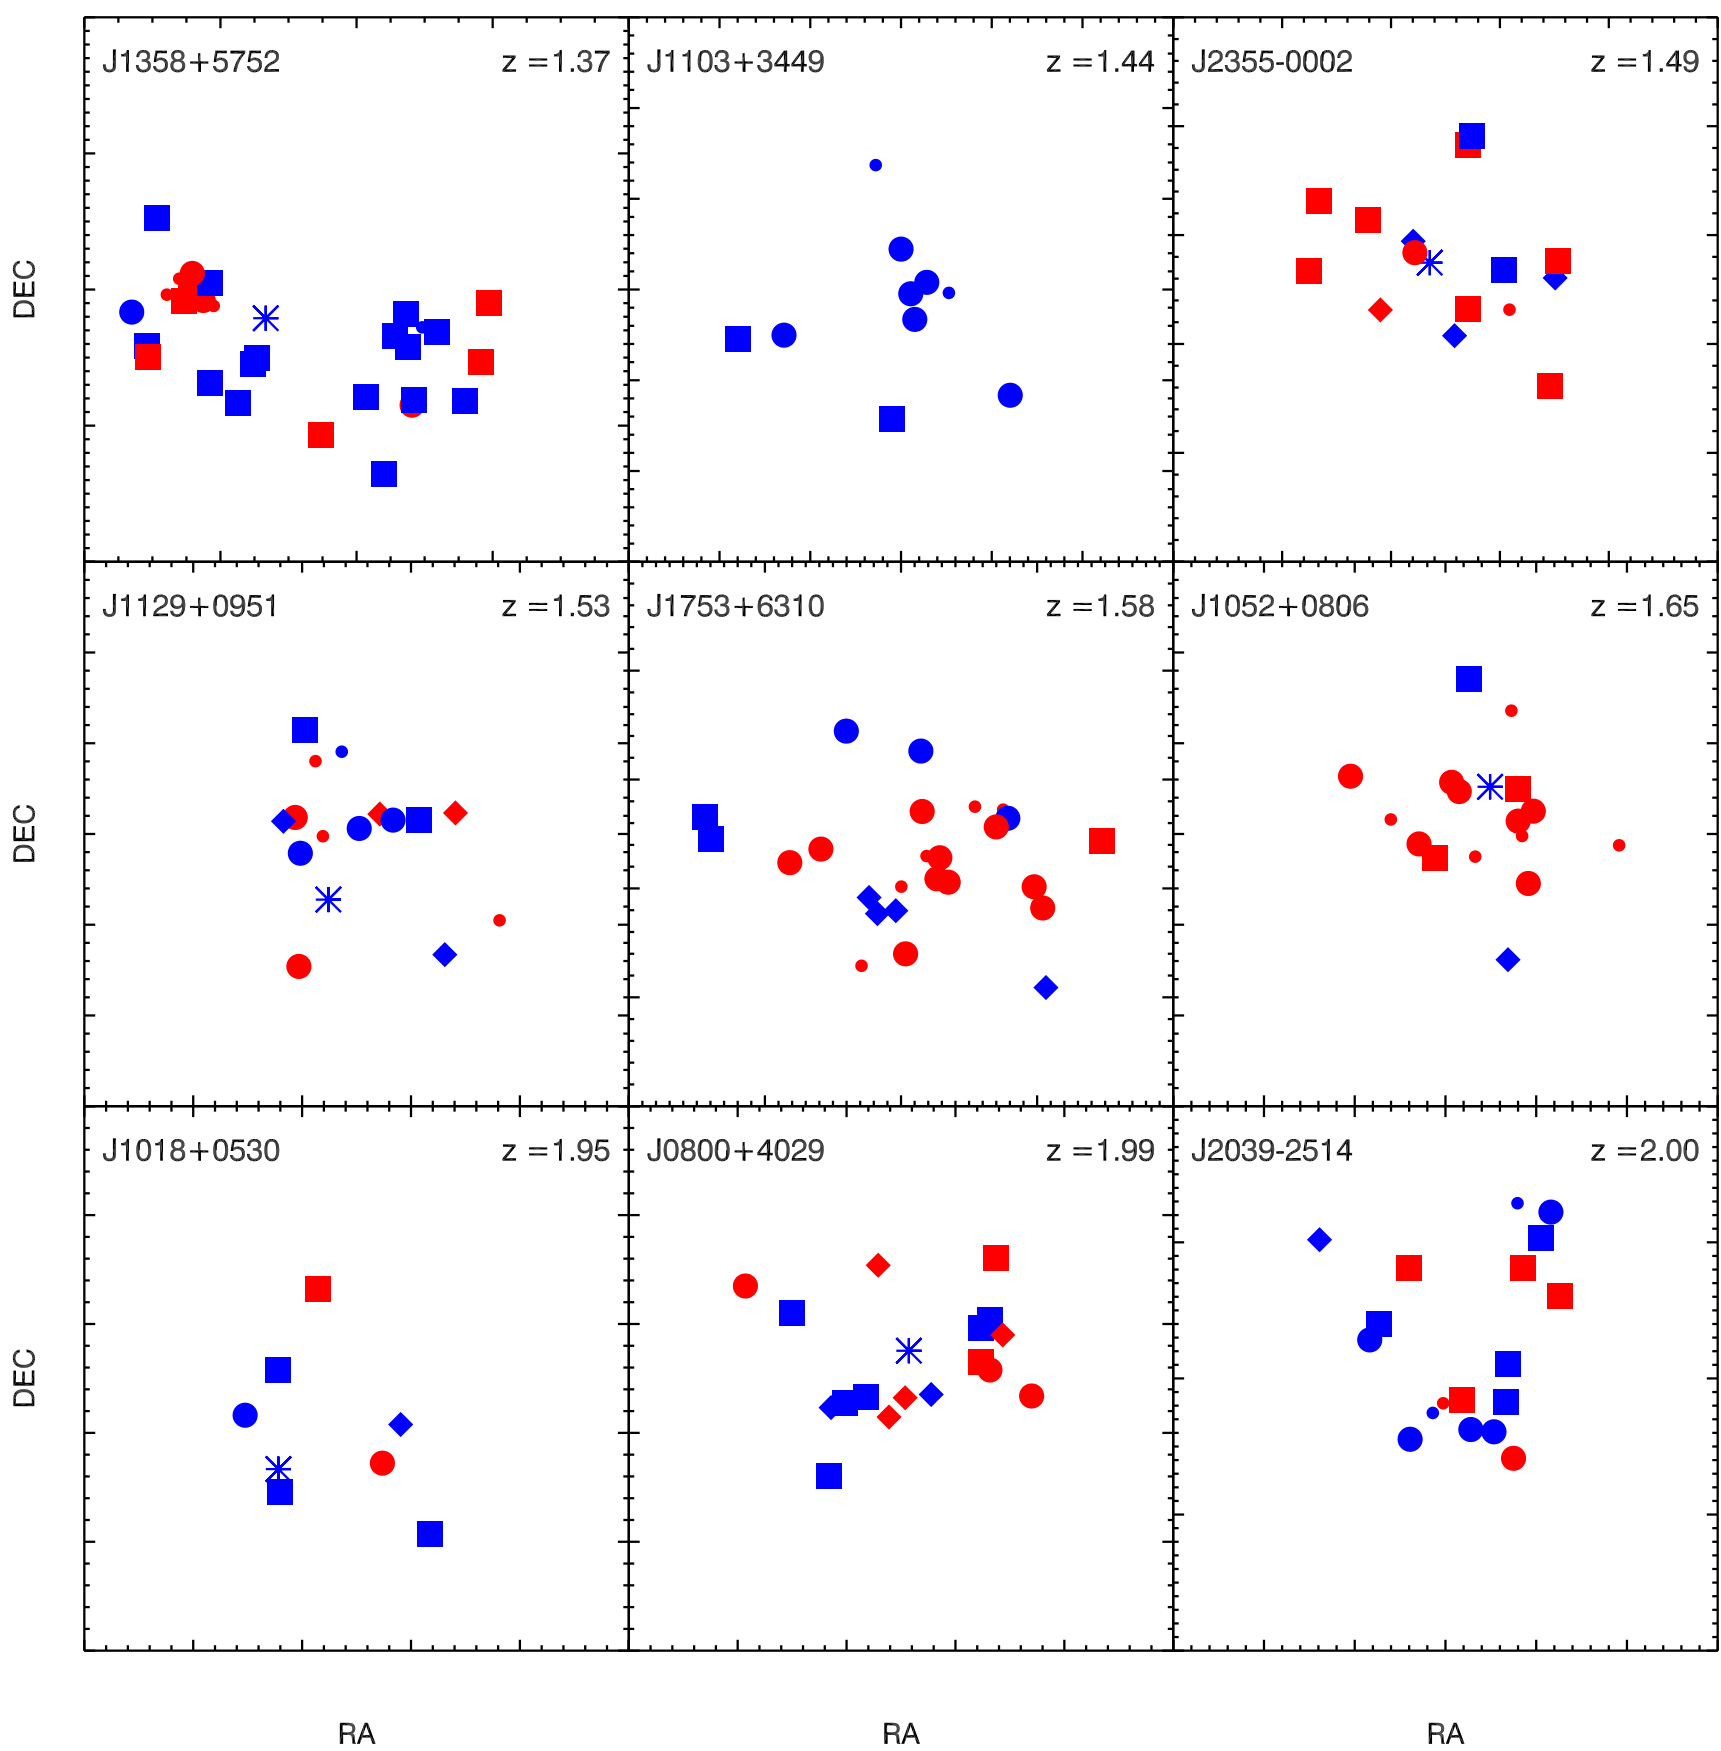 J1358+5752 z =1.37 J1103+3449 z =1.44 J2355-0002 z =1.49
DEC
J1129+0951 z =1.53 J1753+6310 z =1.58 J1052+0806 z =1.65
DEC
J1018+0530 z =1.95 J0800+4029 z =1.99 J2039-2514 z =2.00
DEC
RA RA RA